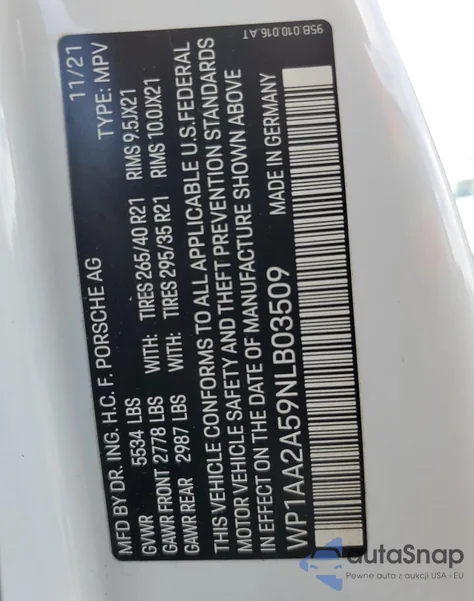 95B.010.016.AT
MFD BY DR. ING. H.C. F. PORSCHE AG 11/21
GVWR 5534 LBS TYPE: MPV
GAWR FRONT 2778 LBS WITH: TIRES 265/40 R21 RIMS 9.5JX21
GAWR REAR 2987 LBS WITH: TIRES 295/35 R21 RIMS 10.0JX21
THIS VEHICLE CONFORMS TO ALL APPLICABLE U.S.FEDERAL
MOTOR VEHICLE SAFETY AND THEFT PREVENTION STANDARDS
IN EFFECT ON THE DATE OF MANUFACTURE SHOWN ABOVE
WP1AA2A59NLB03509 MADE IN GERMANY
autoSnap
Pewne auta z aukcji USA i EU